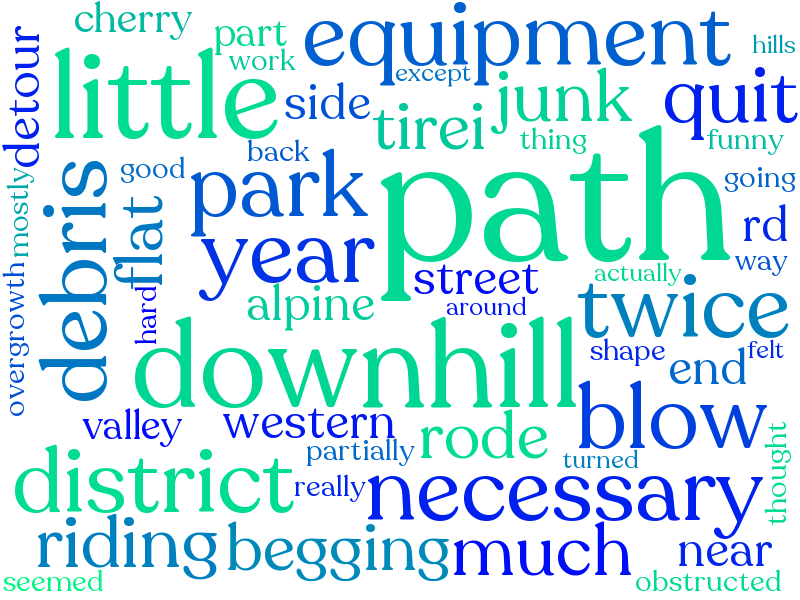 cherry
part
equipment
hills
work
except
detour
little
side
junk
quit
tirei
thing
funny
back
good
park
path
going
mostly
debris
flat
year
rd
street
way
actually
overgrowth
hard
alpine
around
twice
downhill
shape
felt
end
valley
western
rode
blow
partially
turned
thought
district
really
necessary
riding
begging
much
near
seemed
obstructed